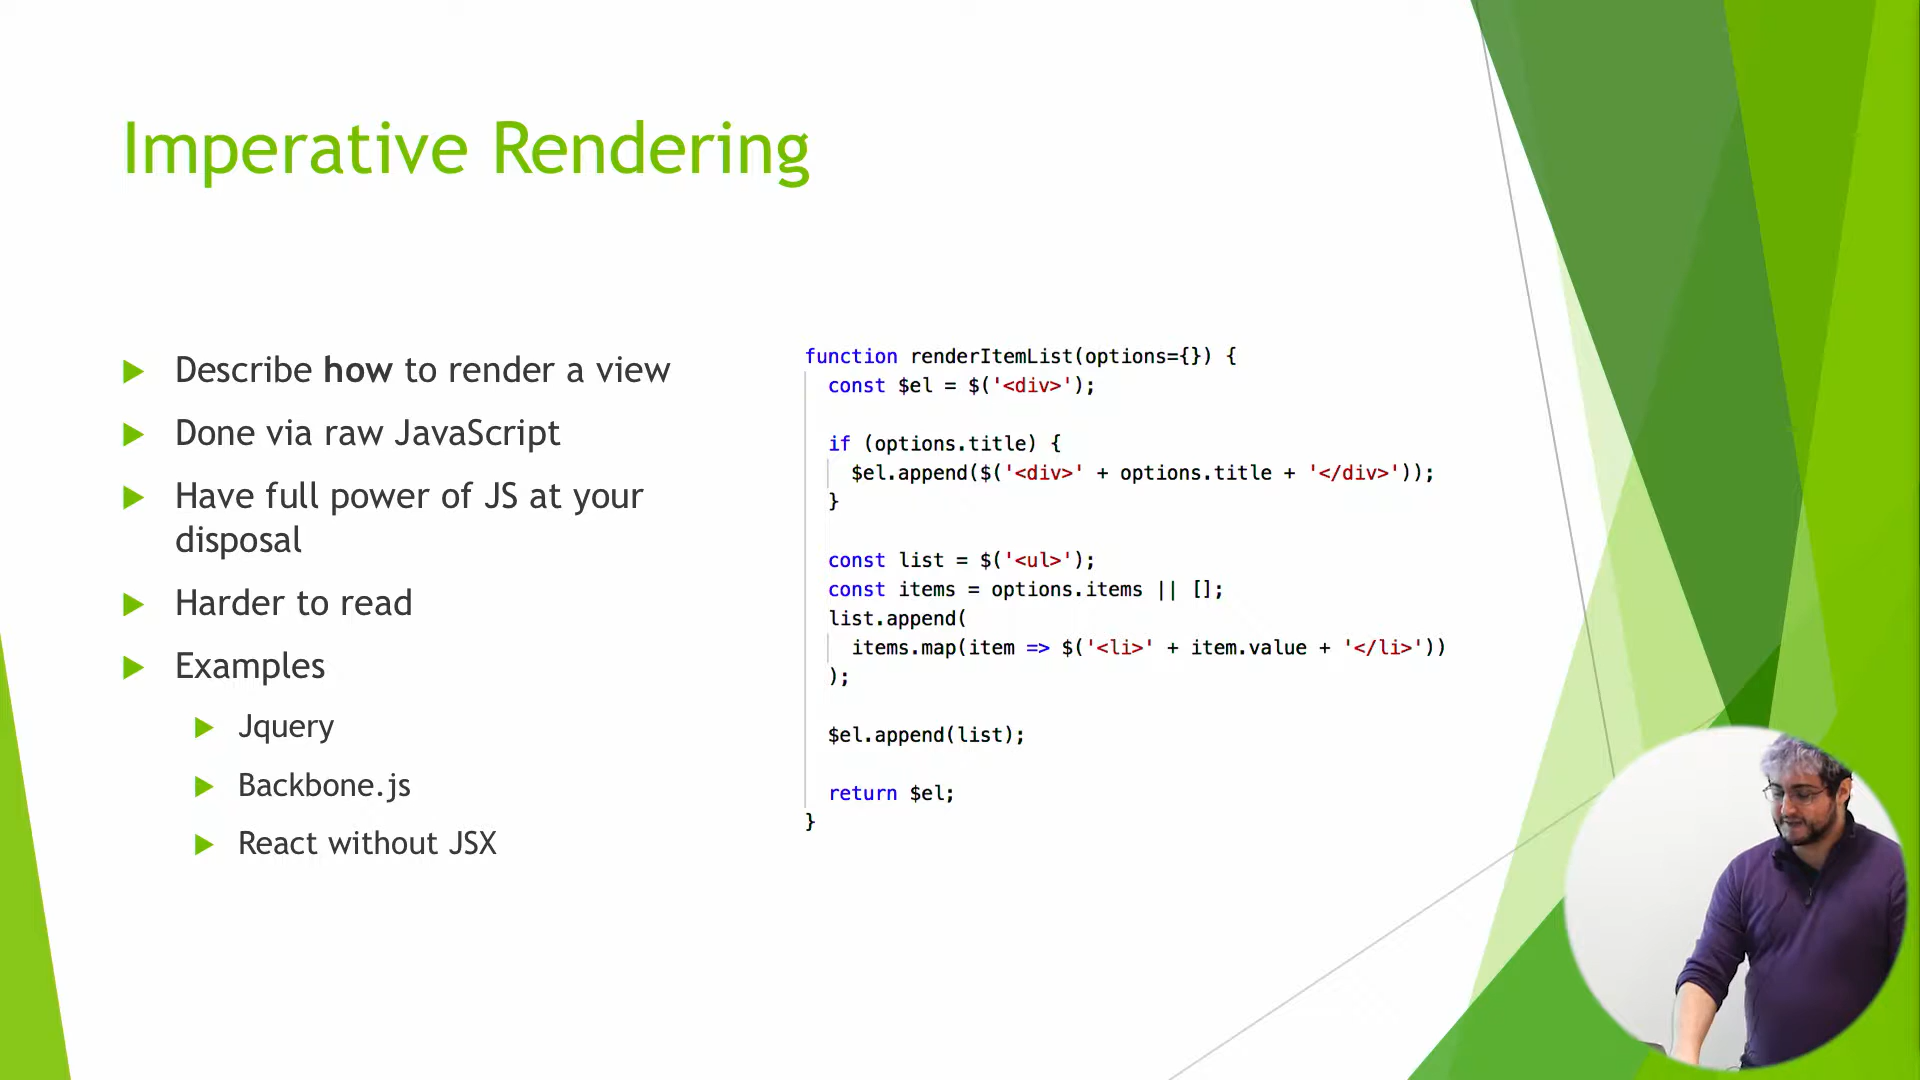 Imperative Rendering
Describe how to render a view
Done via raw JavaScript
Have full power of JS at your
disposal
Harder to read
Examples
Jquery
Backbone.js
React without JSX
function renderItemList(options={}) {
const $el = $('<div>');
if (options.title) {
$el.append($('<div>' + options.title + '</div>'));
}
const list = $('<ul>');
const items = options.items || [];
list.append(
items.map(item => $('<li>' + item.value + '</li>'))
);
$el.append(list);
return $el;
}